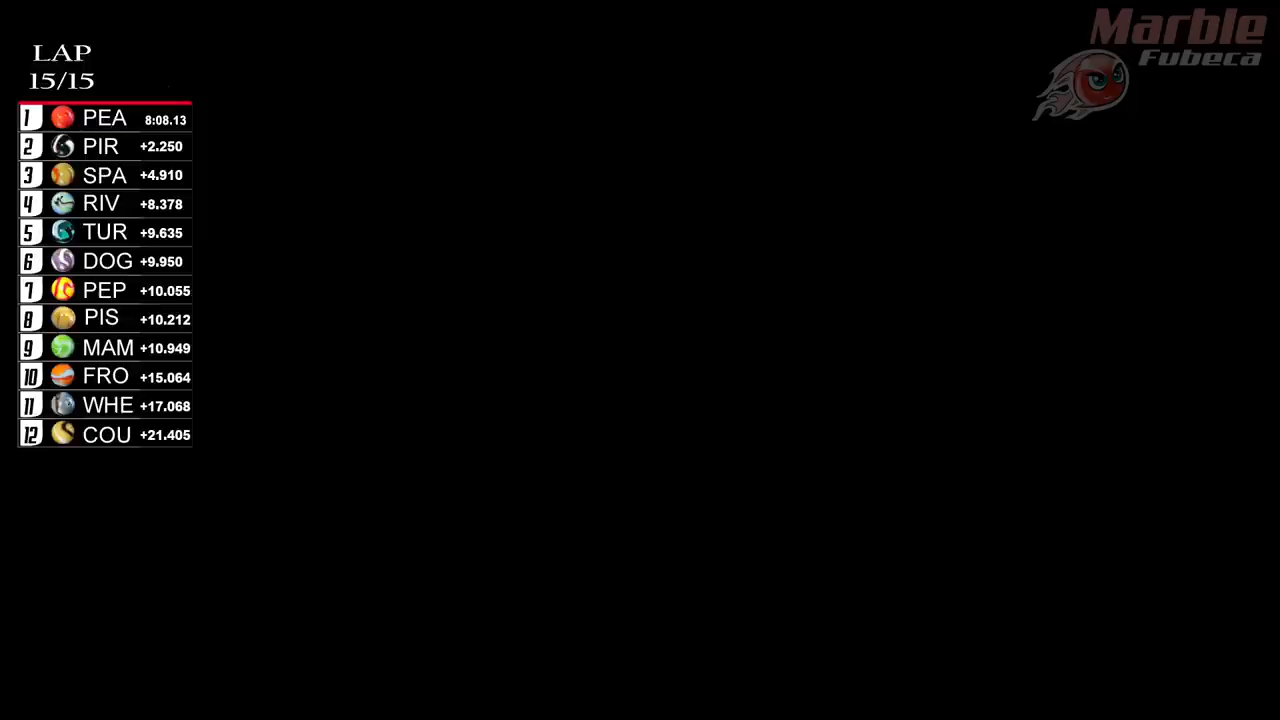 Marble
Fubeca
LAP
15/15
1 PEA 8:08.13
2 PIR +2.250
3 SPA +4.910
4 RIV +8.378
5 TUR +9.635
6 DOG +9.950
7 PEP +10.055
8 PIS +10.212
9 MAM +10.949
10 FRO +15.064
11 WHE +17.068
12 COU +21.405